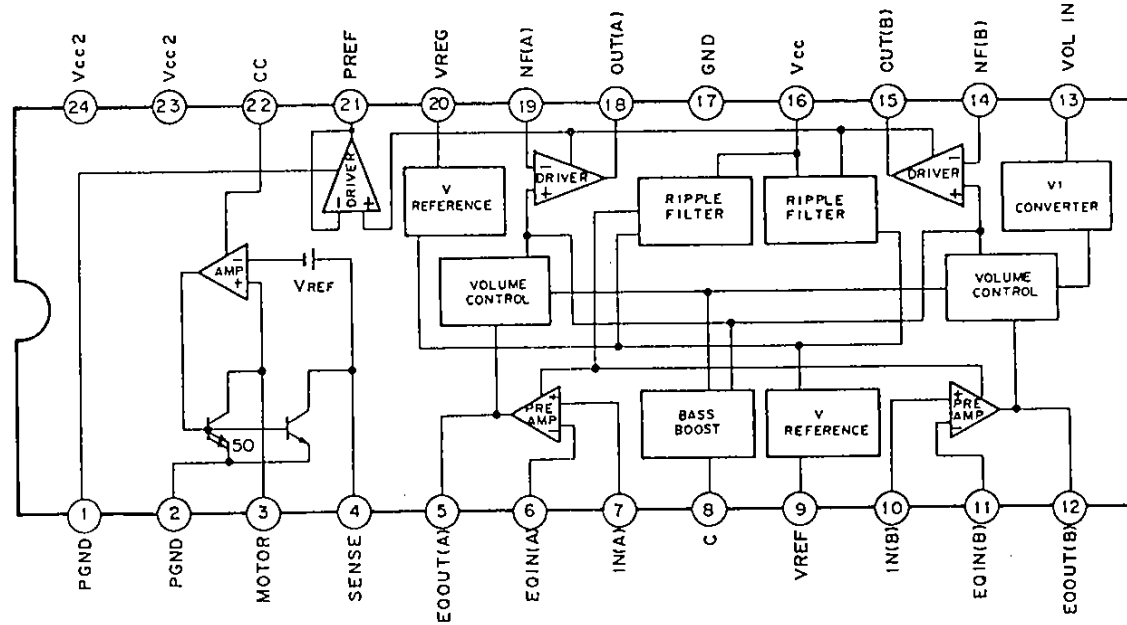 Vcc2
Vcc2
CC
PREF
VREG
NF(A)
OUT(A)
GND
Vcc
OUT(B)
NF(B)
VOL IN
24
23
22
21
20
19
18
17
16
15
14
13
DRIVER
- +
V
REFERENCE
-
DRIVER
+
RIPPLE
FILTER
RIPPLE
FILTER
-
DRIVER
+
VI
CONVERTER
-
AMP
+
VREF
VOLUME
CONTROL
VOLUME
CONTROL
50
+
PRE
AMP
-
BASS
BOOST
V
REFERENCE
+
PRE
AMP
-
1
2
3
4
5
6
7
8
9
10
11
12
PGND
PGND
MOTOR
SENSE
EQOUT(A)
EQIN(A)
IN(A)
C
VREF
IN(B)
EQIN(B)
EQOUT(B)